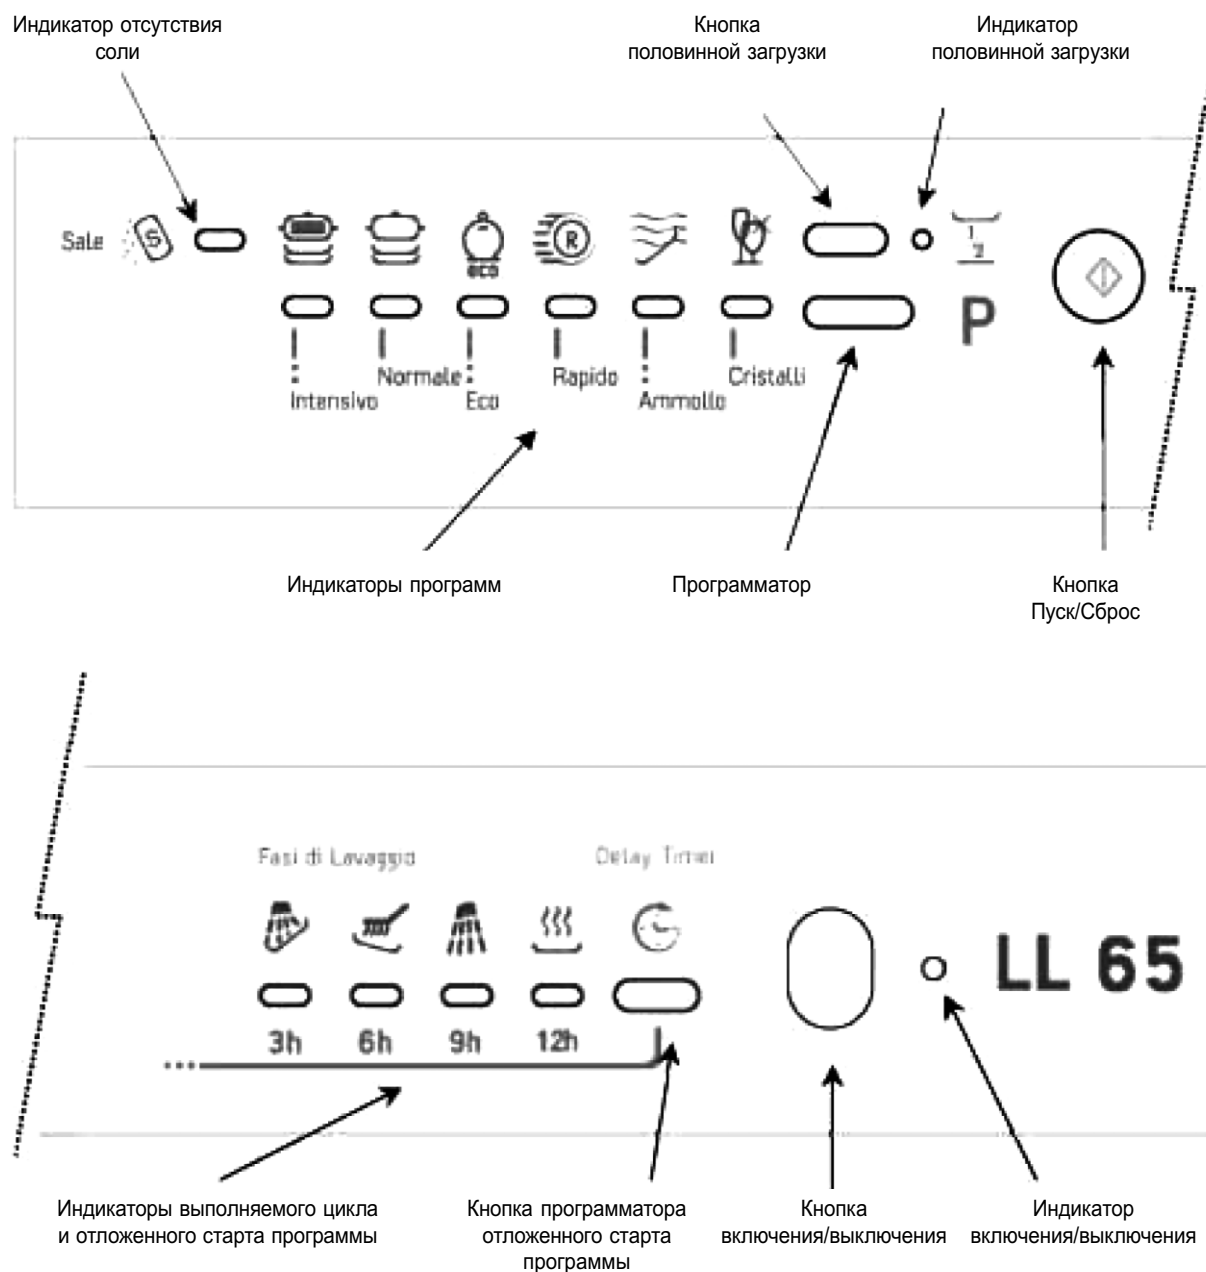 Индикатор отсутствия
соли
Кнопка
половинной загрузки
Индикатор
половинной загрузки
Sale
S
eco
R
1
2
P
Intensivo
Normale
Eco
Rapido
Ammollo
Cristalli
Индикаторы программ
Программатор
Кнопка
Пуск/Сброс
Fasi di Lavaggio
Delay Timer
3h
6h
9h
12h
LL 65
Индикаторы выполняемого цикла
и отложенного старта программы
Кнопка программатора
отложенного старта
программы
Кнопка
включения/выключения
Индикатор
включения/выключения